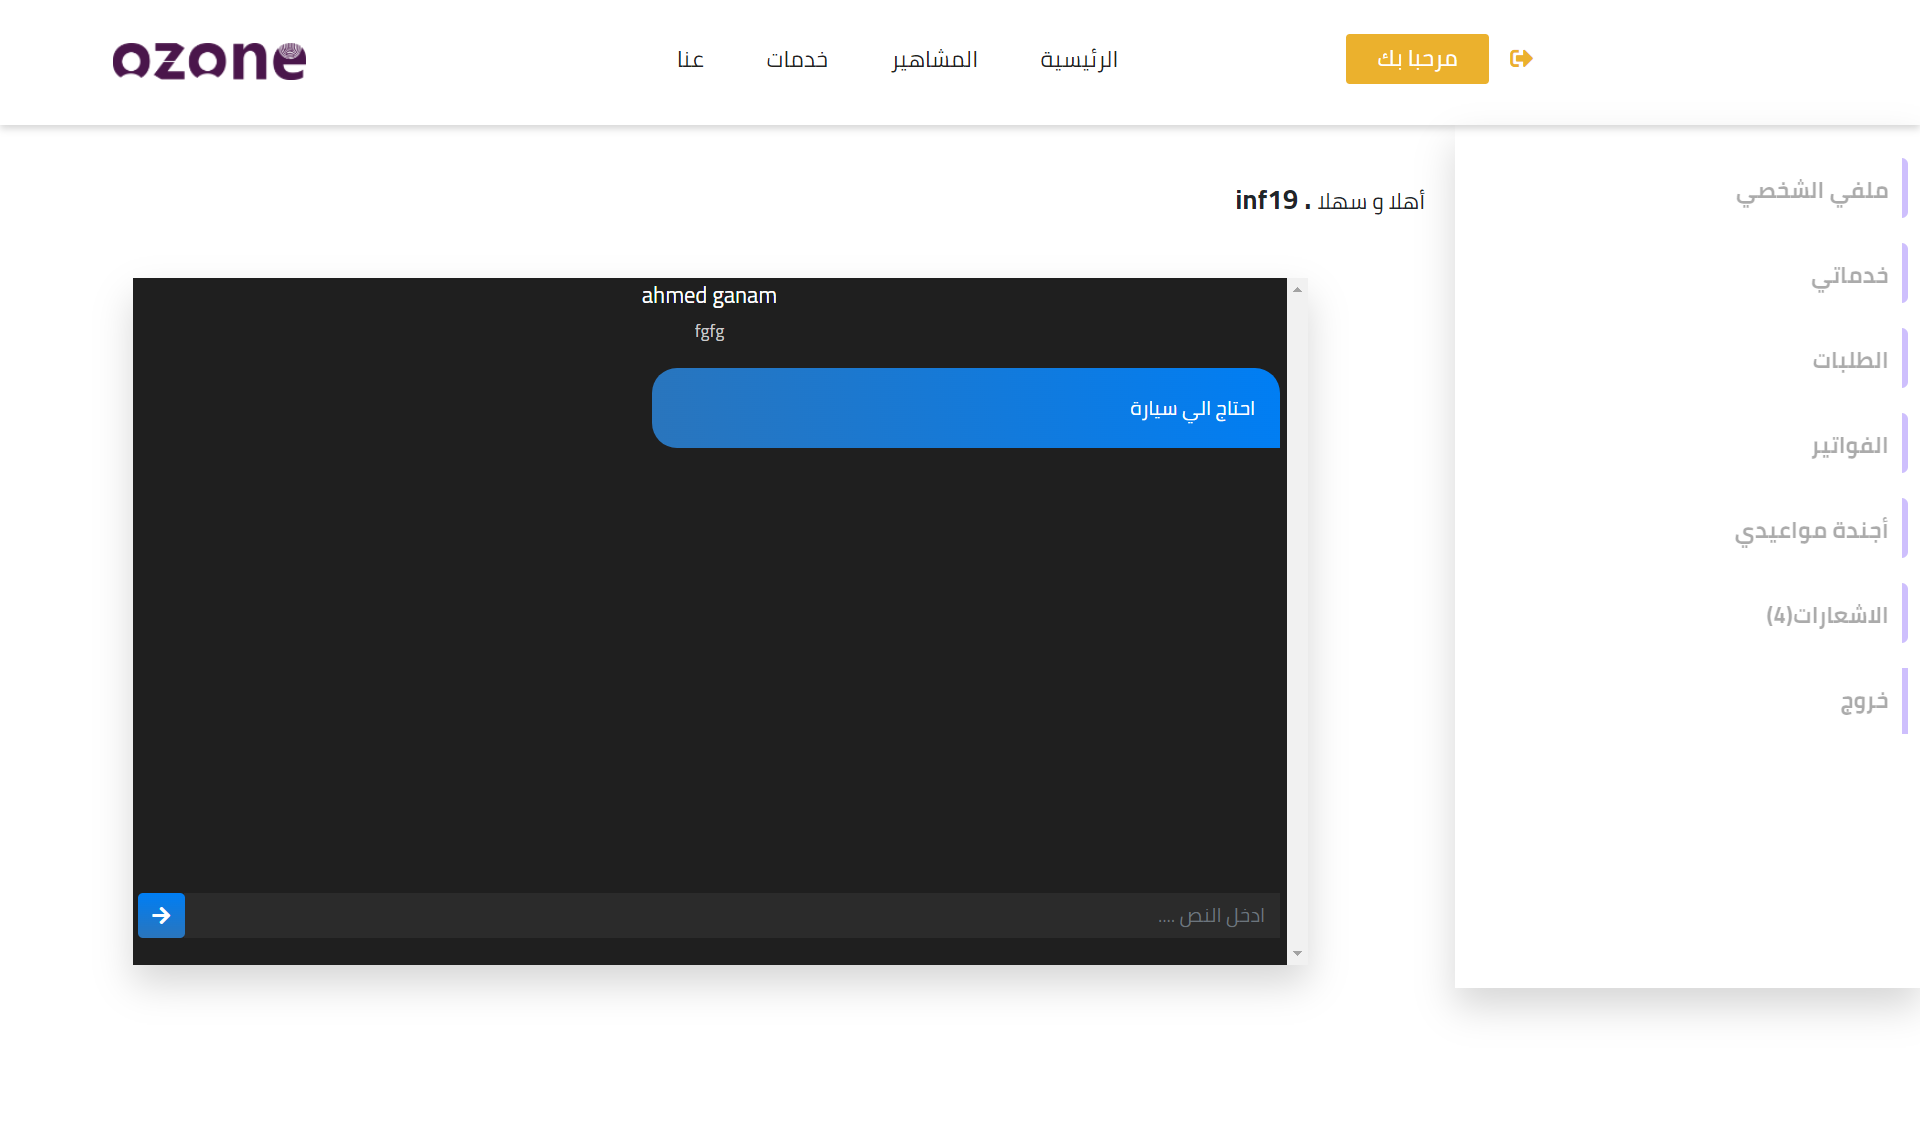 ozone
الرئيسية
المشاهير
خدمات
عنا
مرحبا بك
أهلا و سهلا . inf19
ملفي الشخصي
خدماتي
الطلبات
الفواتير
أجندة مواعيدي
الاشعارات(4)
خروج
ahmed ganam
fgfg
احتاج الي سيارة
ادخل النص ....